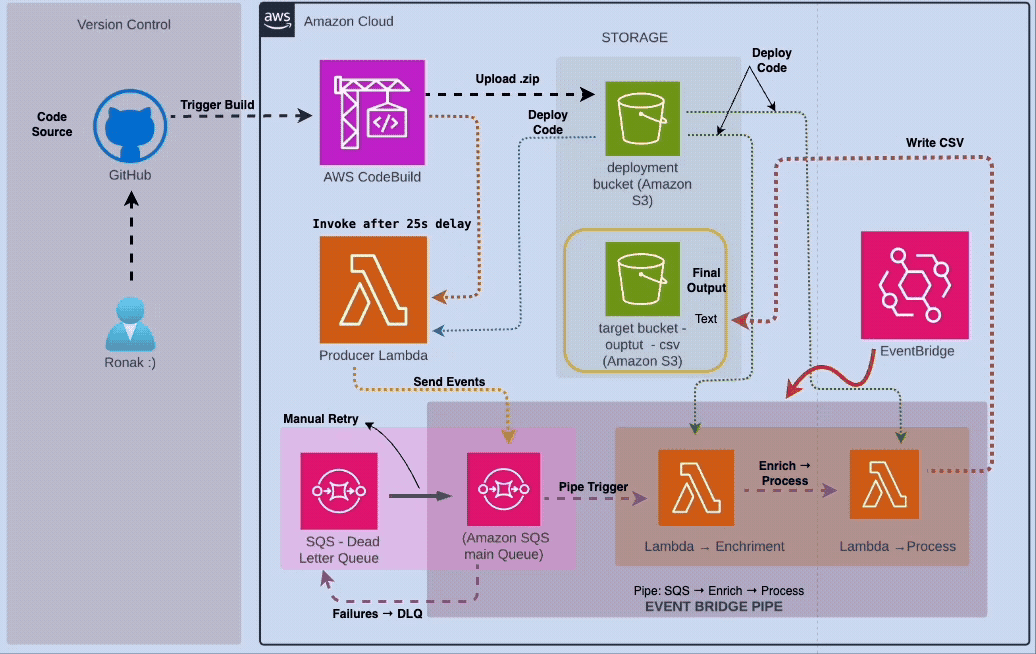 Version Control
aws
Amazon Cloud
STORAGE
Code
Source
GitHub
Trigger Build
AWS CodeBuild
Upload .zip
Deploy
Code
Deploy
Code
deployment
bucket (Amazon
S3)
Write CSV
Invoke after 25s delay
Producer Lambda
Final
Output
Text
target bucket -
ouptut - csv
(Amazon S3)
EventBridge
Ronak :)
Send Events
Manual Retry
SQS - Dead
Letter Queue
(Amazon SQS
main Queue)
Pipe Trigger
Enrich →
Process
Lambda → Enchriment
Lambda →Process
Failures → DLQ
Pipe: SQS → Enrich → Process
EVENT BRIDGE PIPE